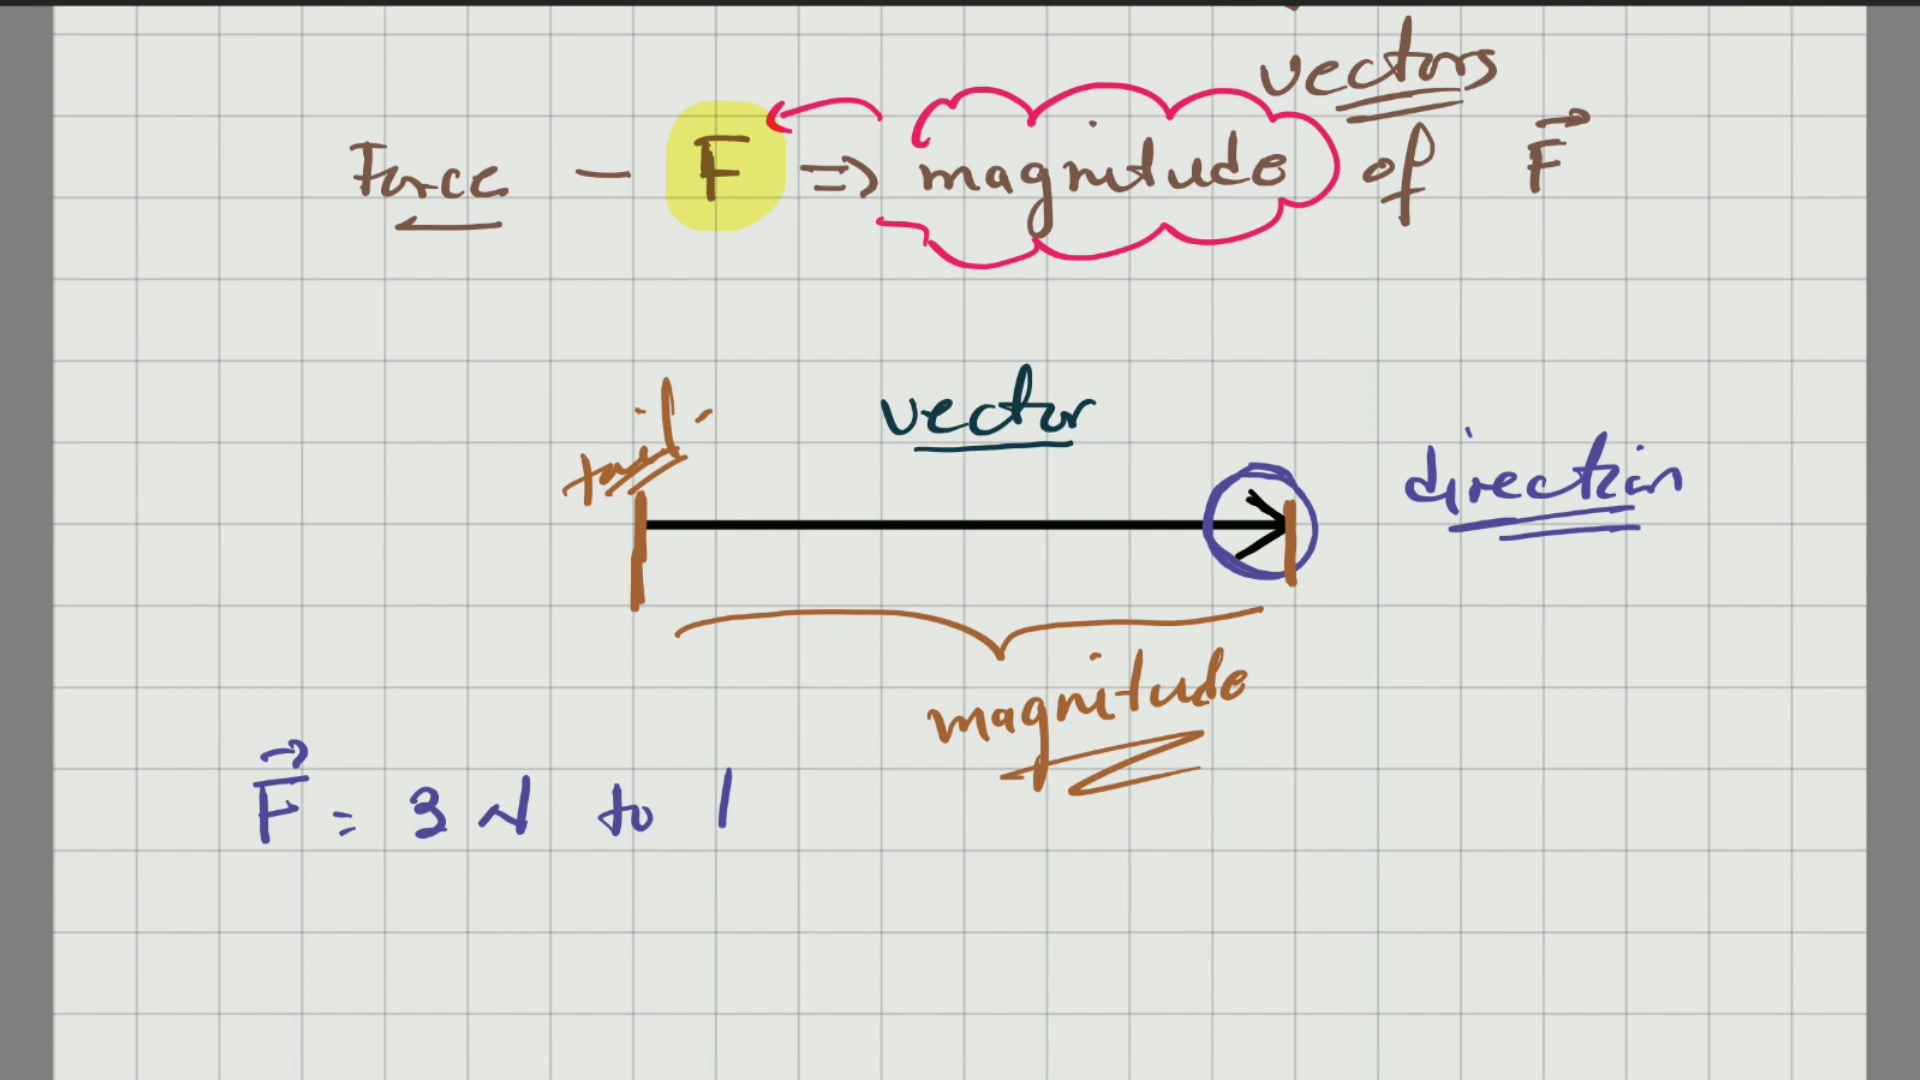 vectors
Force - F => magnitude of F⃗
vector
tail
direction
magnitude
F⃗ = 3 N to l